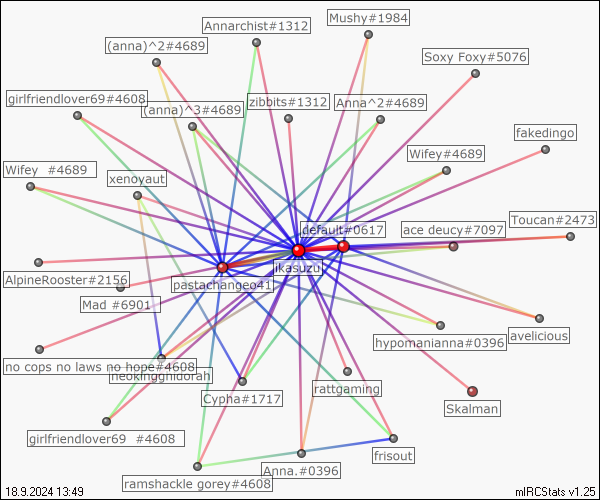 Mushy#1984
Annarchist#1312
(anna)^2#4689
Soxy Foxy#5076
girlfriendlover69#4608
zibbits#1312
Anna^2#4689
(anna)^3#4689
fakedingo
Wifey#4689
Wifey #4689
xenoyaut
Toucan#2473
default#0617
ace deucy#7097
ikasuzu
AlpineRooster#2156
pastachangeo41
Mad #6901
avelicious
hypomanianna#0396
no cops no laws no hope#4608
neokingghidorah
rattgaming
Cypha#1717
Skalman
girlfriendlover69 #4608
frisout
Anna.#0396
ramshackle gorey#4608
18.9.2024 13:49
mIRCStats v1.25